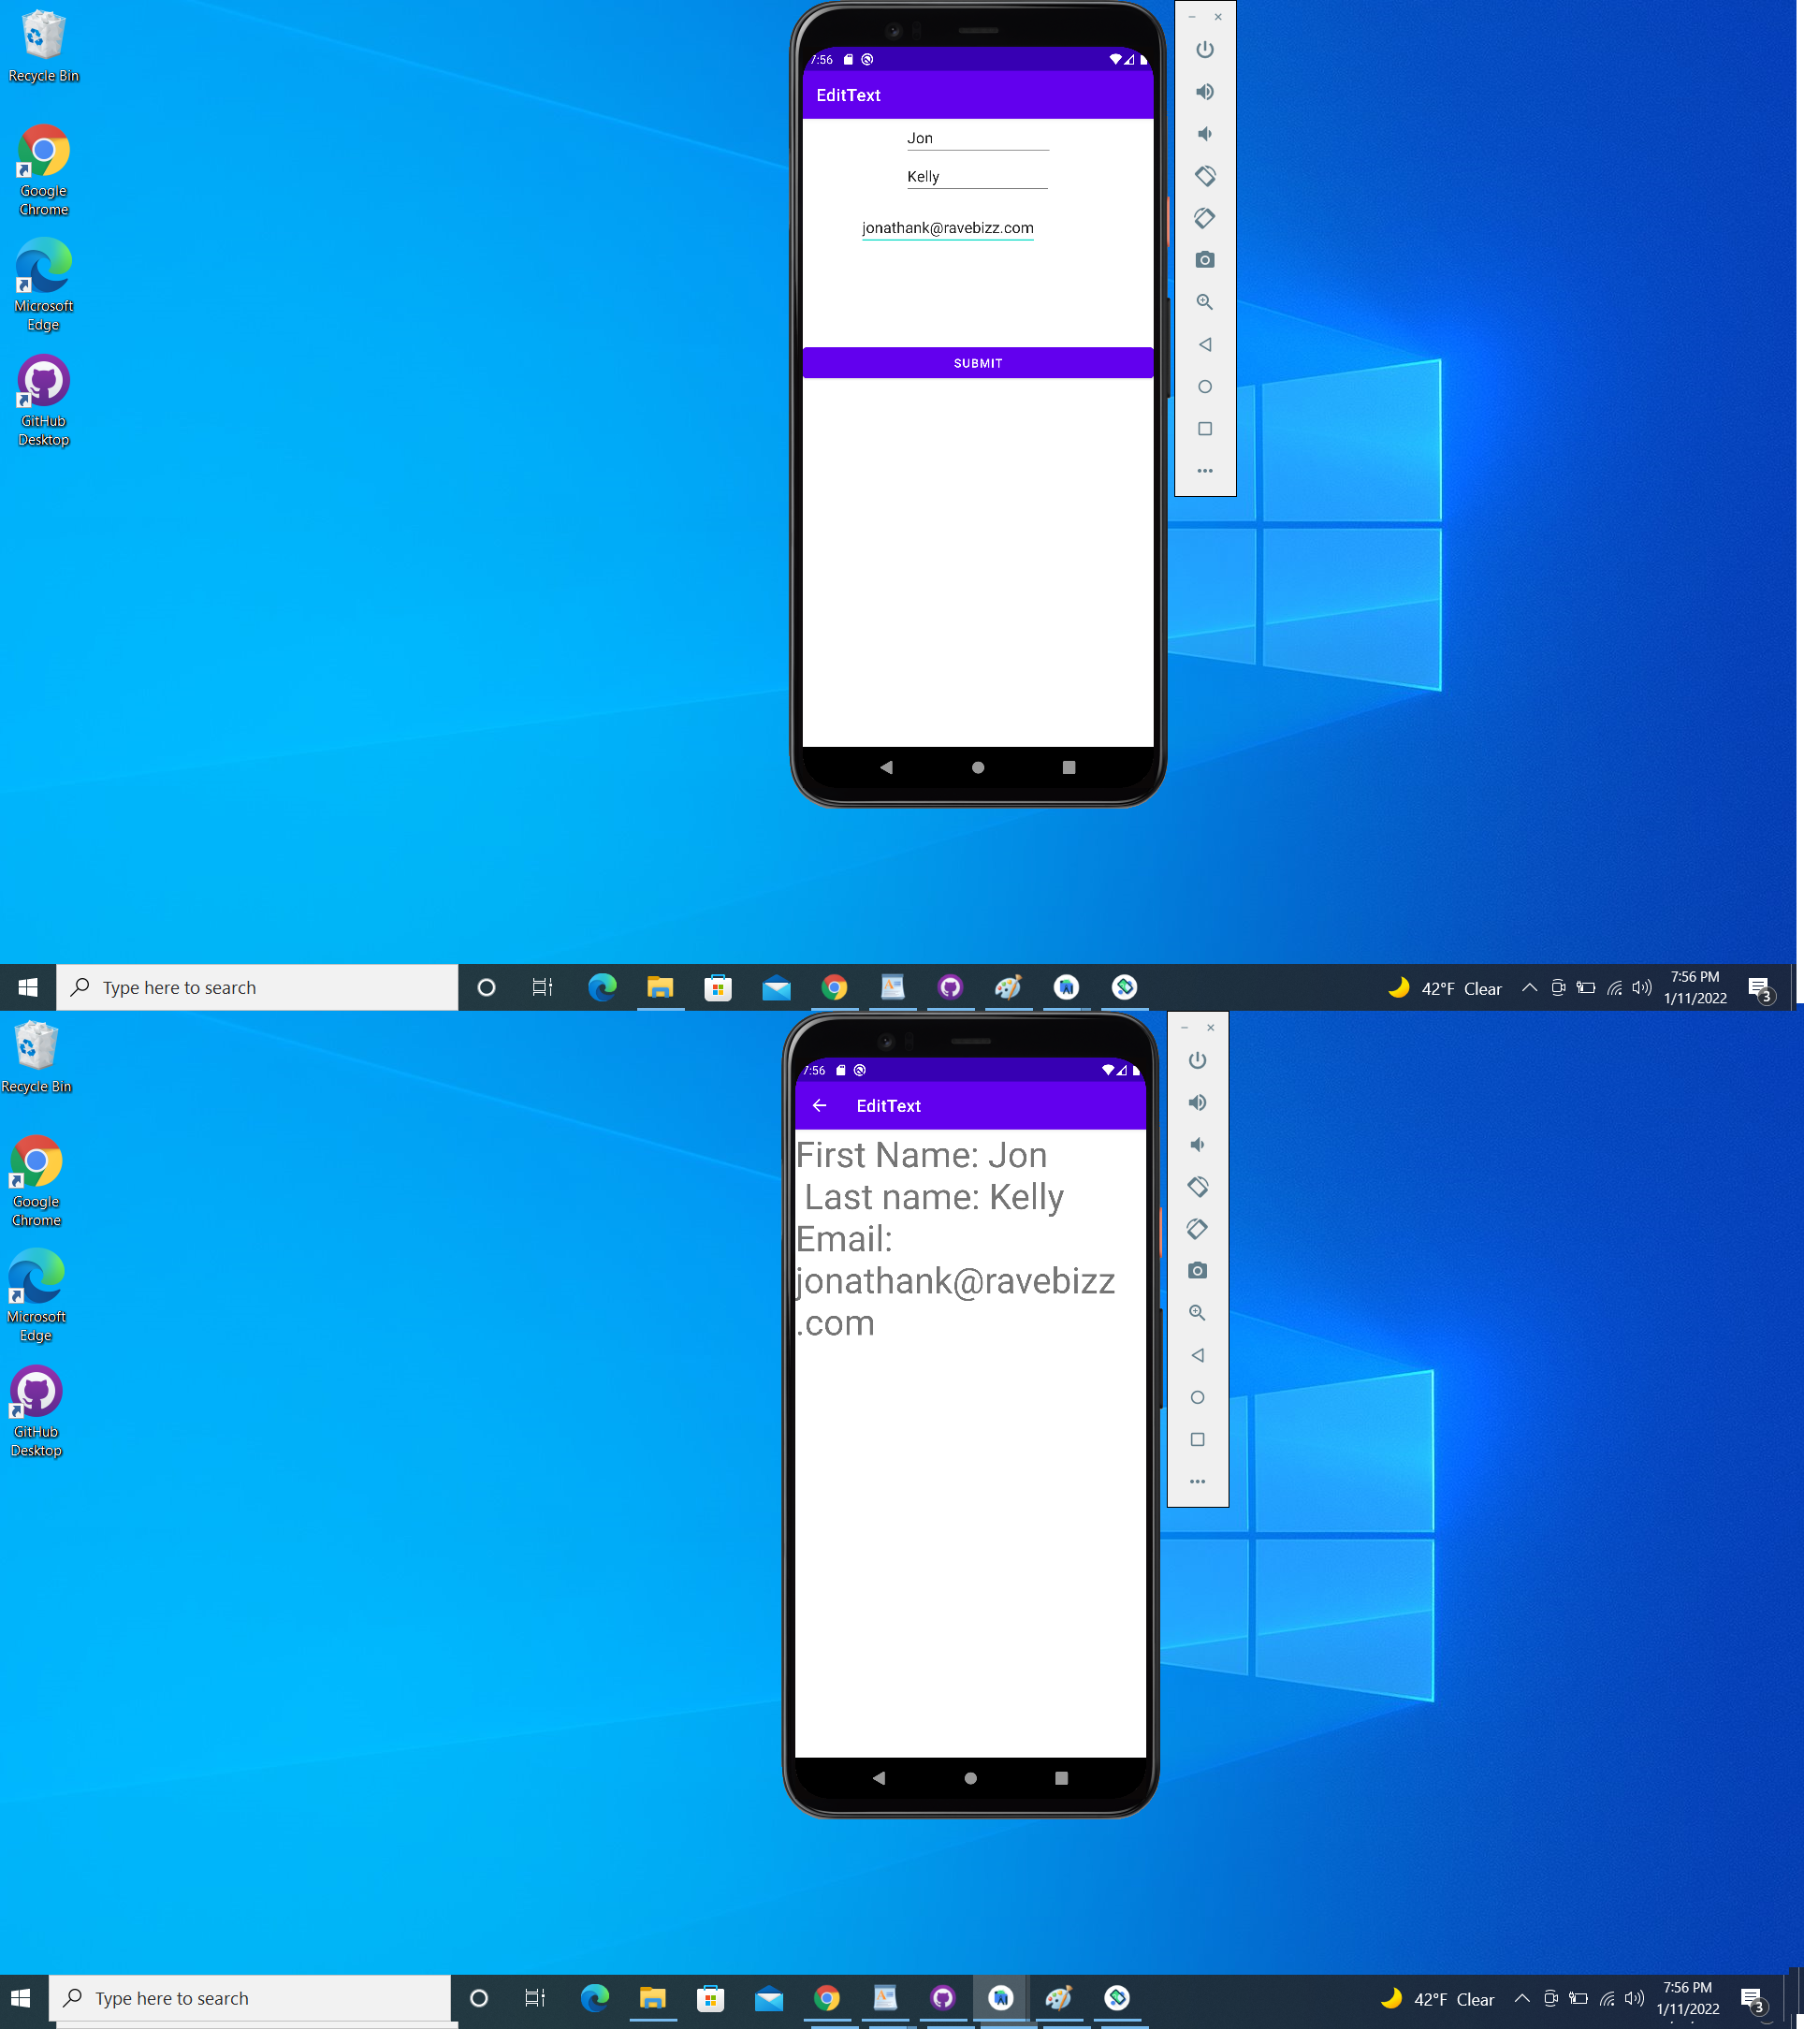 Recycle Bin
Google
Chrome
Microsoft
Edge
GitHub
Desktop
7:56
EditText
Jon
Kelly
jonathank@ravebizz.com
SUBMIT
Type here to search
42°F Clear
7:56 PM
1/11/2022
3
Recycle Bin
Google
Chrome
Microsoft
Edge
GitHub
Desktop
7:56
EditText
First Name: Jon
Last name: Kelly
Email:
jonathank@ravebizz
.com
Type here to search
42°F Clear
7:56 PM
1/11/2022
3